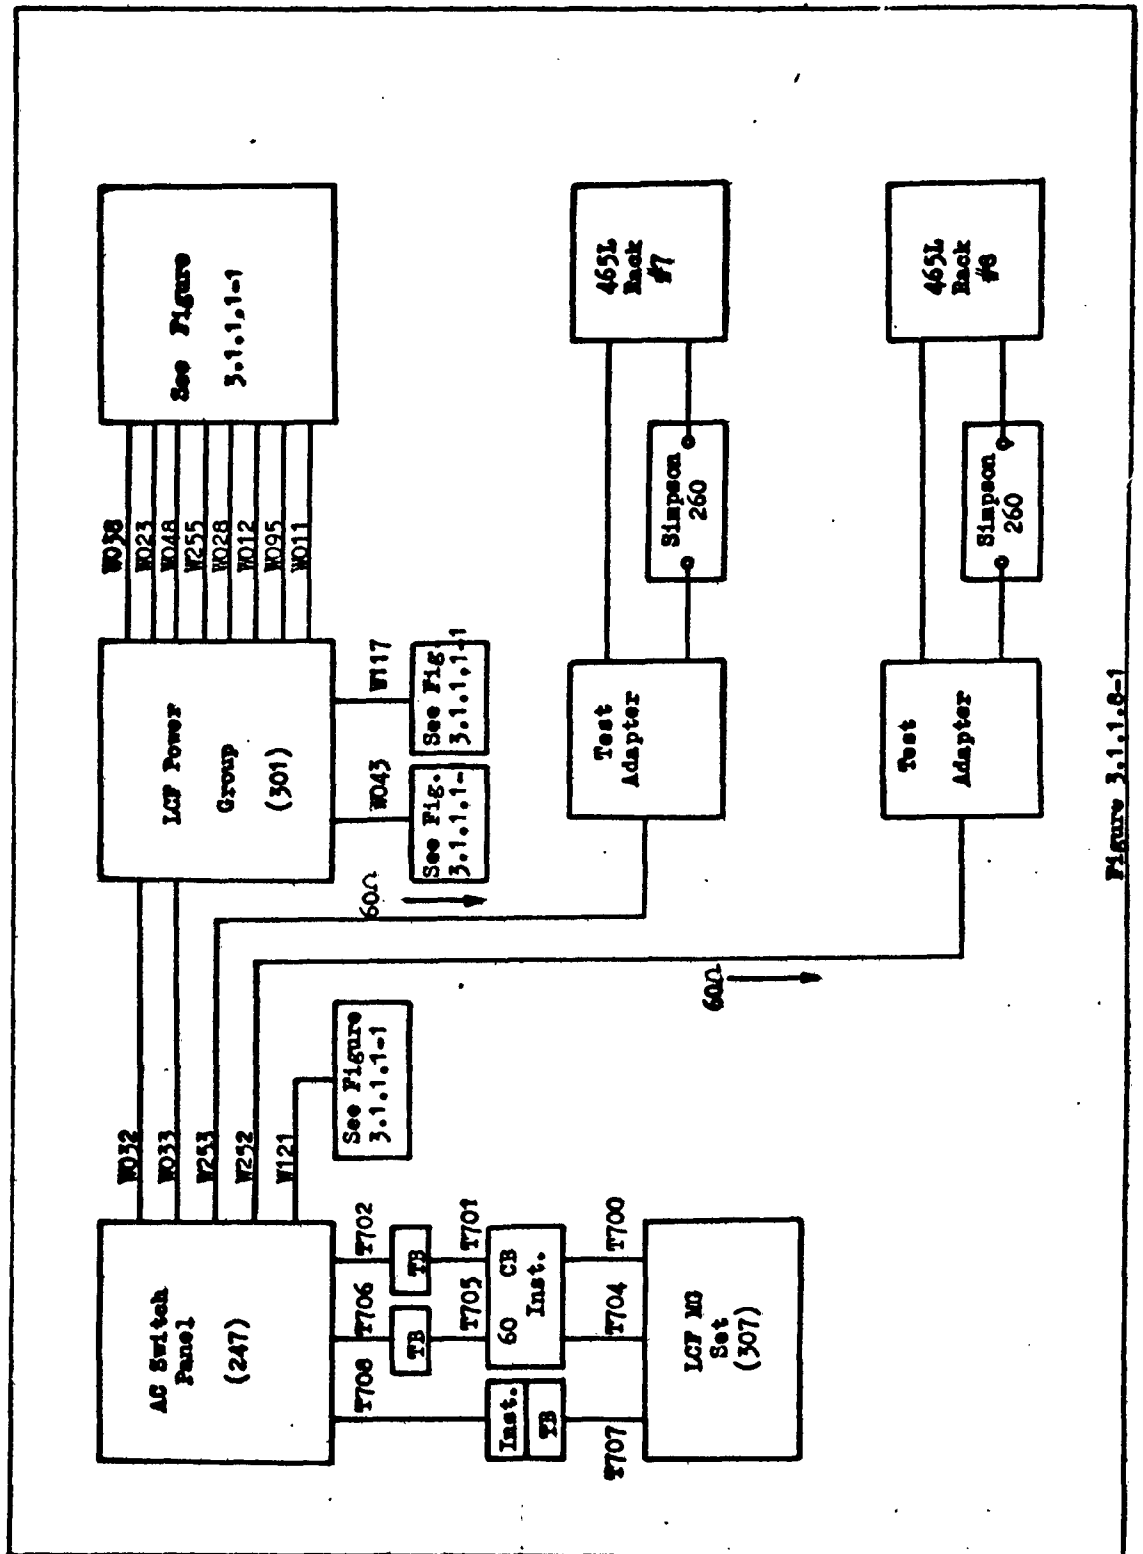 W032
W033
W253
W252
W121
AC Switch
Panel
(247)
See Figure
3.1.1.1-1
T708
T706
T702
TB
TB
T705
T701
60 CB
Inst.
Inst.
TB
T707
T704
T700
LCF MG
Set
(307)
LCF Power
Group
(301)
W038
W023
W048
W255
W028
W012
W095
W011
See Figure
3.1.1.1-1
W043
W117
See Fig.
3.1.1.1-1
See Fig.
3.1.1.1-1
60Ω
60Ω
Test
Adapter
Simpson
260
465L
Rack
#7
Test
Adapter
Simpson
260
465L
Rack
#8
Figure 3.1.1.8-1